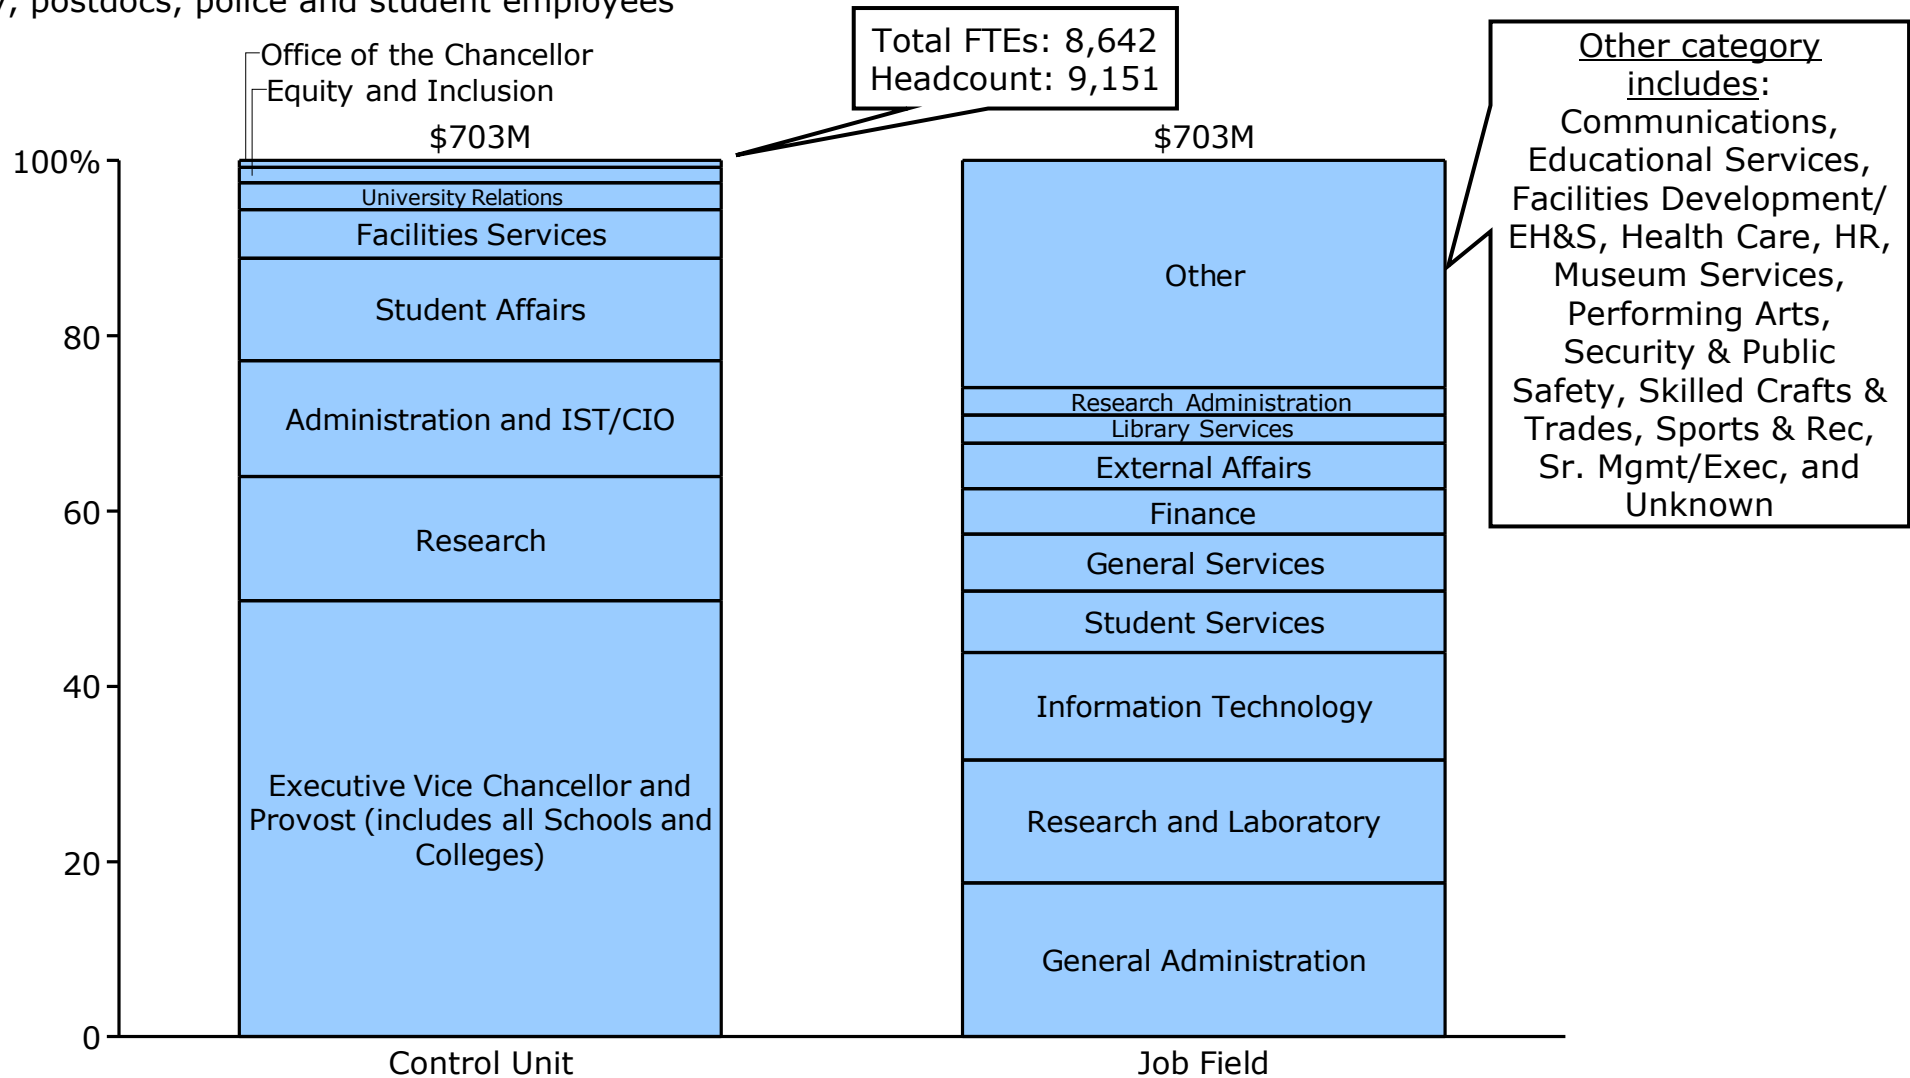 , postdocs, police and student employees
Office of the Chancellor
Equity and Inclusion
Total FTEs: 8,642
Headcount: 9,151
$703M
$703M
100%
80
60
40
20
0
University Relations
Facilities Services
Student Affairs
Administration and IST/CIO
Research
Executive Vice Chancellor and
Provost (includes all Schools and
Colleges)
Control Unit
Other
Research Administration
Library Services
External Affairs
Finance
General Services
Student Services
Information Technology
Research and Laboratory
General Administration
Job Field
Other category
includes:
Communications,
Educational Services,
Facilities Development/
EH&S, Health Care, HR,
Museum Services,
Performing Arts,
Security & Public
Safety, Skilled Crafts &
Trades, Sports & Rec,
Sr. Mgmt/Exec, and
Unknown